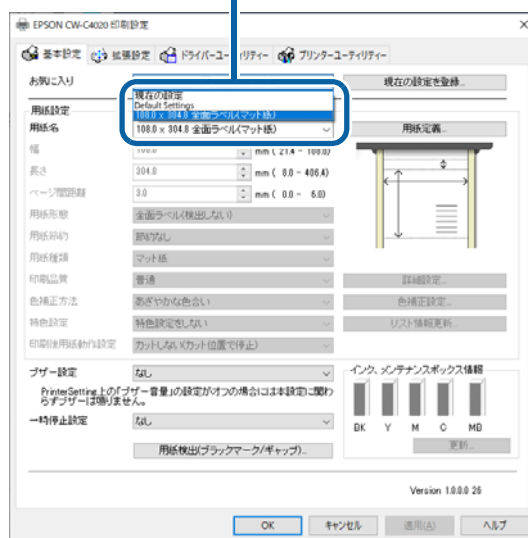 EPSON CW-C4020 印刷設定
基本設定 拡張設定 ドライバーユーティリティー プリンターユーティリティー
お気に入り 現在の設定を登録...
現在の設定
Default Settings
108.0 x 304.8 全面ラベル(マット紙)
用紙設定
用紙名 108.0 x 304.8 全面ラベル(マット紙) 用紙定義...
幅 108.0 mm ( 21.4 - 108.0)
長さ 304.8 mm ( 8.0 - 406.4)
ページ間距離 3.0 mm ( 0.0 - 6.0)
用紙形態 全面ラベル(検出しない)
用紙節約 節約なし
用紙種類 マット紙
印刷品質 普通 詳細設定...
色補正方法 あざやかな色合い 色補正設定...
特色設定 特色設定をしない リスト情報更新...
印刷後用紙動作設定 カットしない(カット位置で停止)
ブザー設定 なし
PrinterSetting上の「ブザー音量」の設定がオフの場合には本設定に関わ
らずブザーは鳴りません。
一時停止設定 なし
用紙検出(ブラックマーク/ギャップ)...
インク、メンテナンスボックス情報
BK Y M C MB
更新...
Version 1.0.0.0 26
OK キャンセル 適用(A) ヘルプ